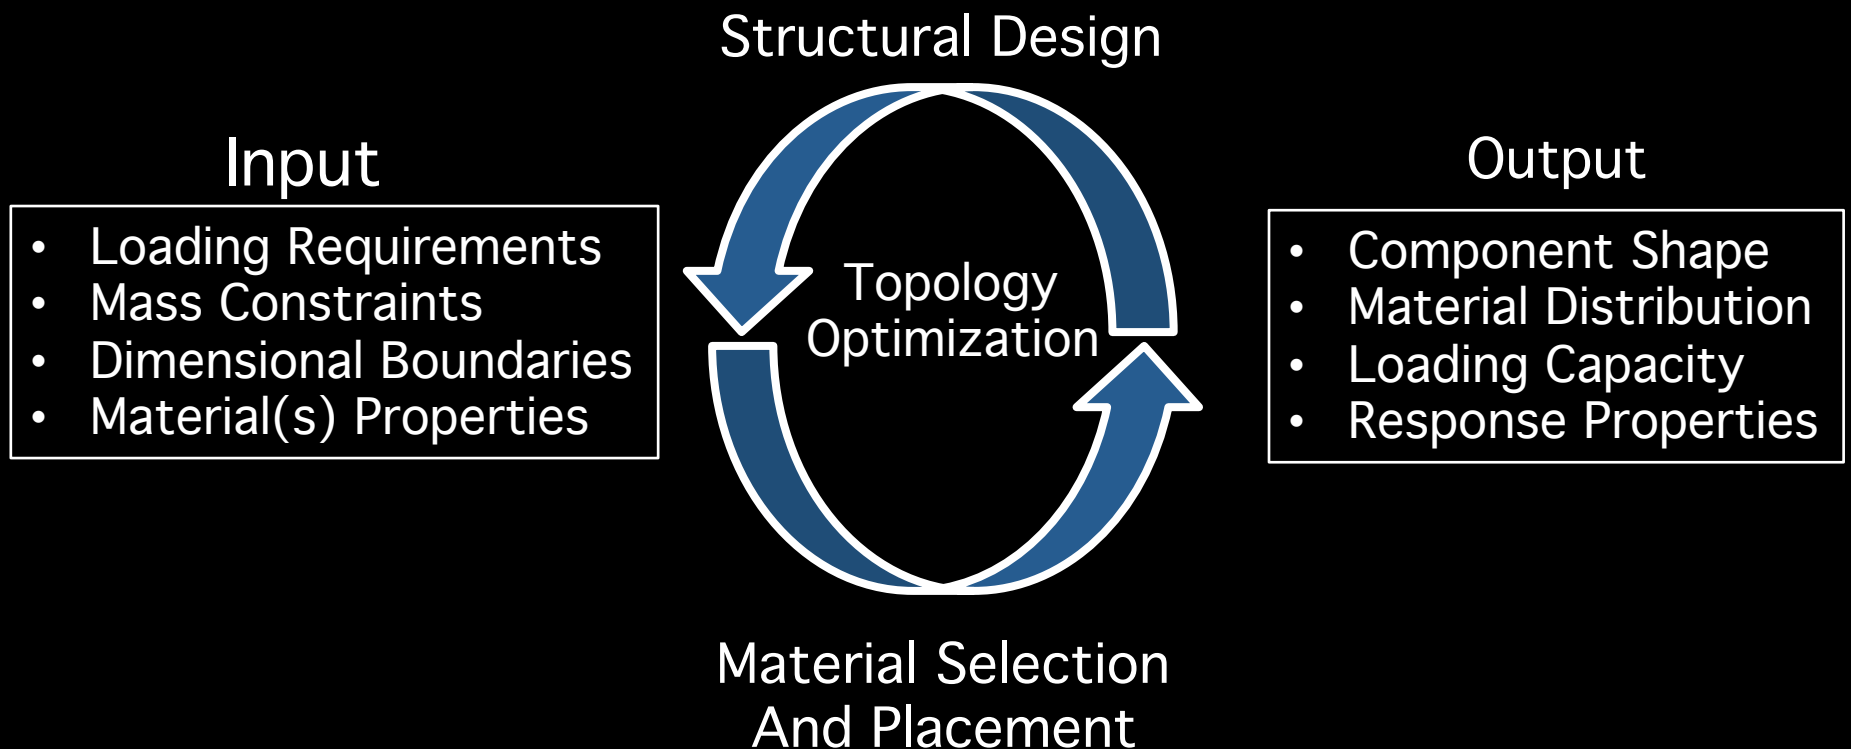 Structural Design
Input
• Loading Requirements
• Mass Constraints
• Dimensional Boundaries
• Material(s) Properties
Topology
Optimization
Output
• Component Shape
• Material Distribution
• Loading Capacity
• Response Properties
Material Selection
And Placement